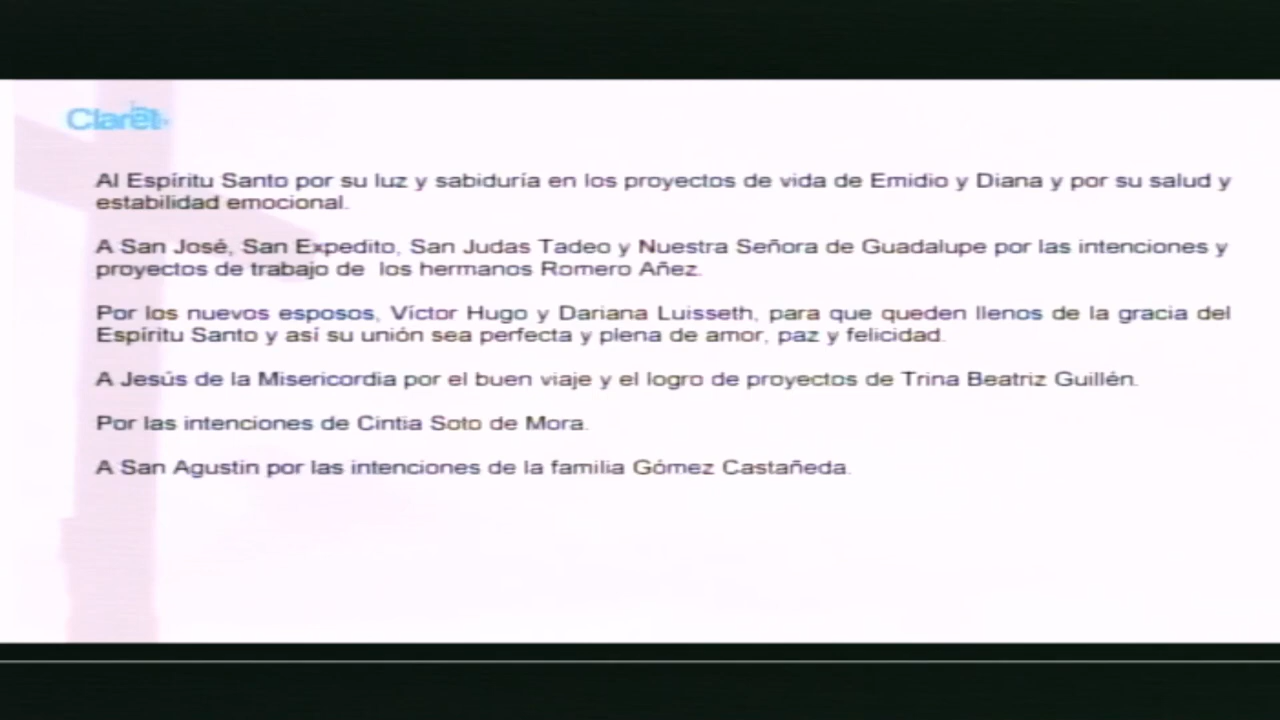 Claret
Al Espíritu Santo por su luz y sabiduría en los proyectos de vida de Emidio y Diana y por su salud y
estabilidad emocional.
A San José, San Expedito, San Judas Tadeo y Nuestra Señora de Guadalupe por las intenciones y
proyectos de trabajo de  los hermanos Romero Añez.
Por los nuevos esposos, Víctor Hugo y Dariana Luisseth, para que queden llenos de la gracia del
Espíritu Santo y así su unión sea perfecta y plena de amor, paz y felicidad.
A Jesús de la Misericordia por el buen viaje y el logro de proyectos de Trina Beatriz Guillén.
Por las intenciones de Cintia Soto de Mora.
A San Agustin por las intenciones de la familia Gómez Castañeda.